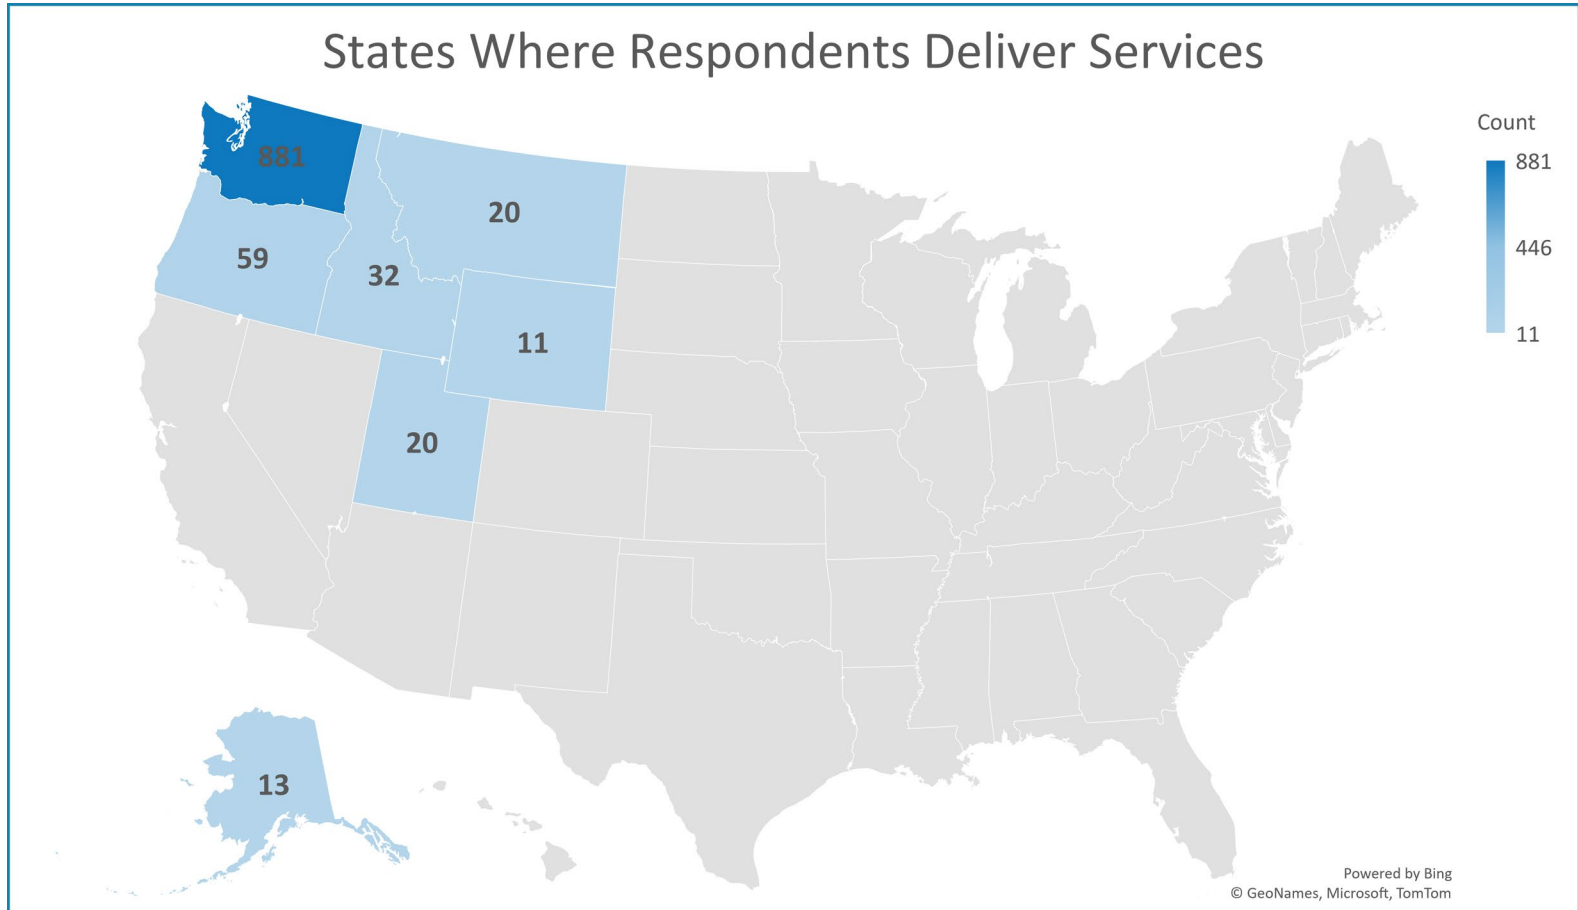 States Where Respondents Deliver Services
Count
881
446
11
881
20
59
32
11
20
13
Powered by Bing
© GeoNames, Microsoft, TomTom